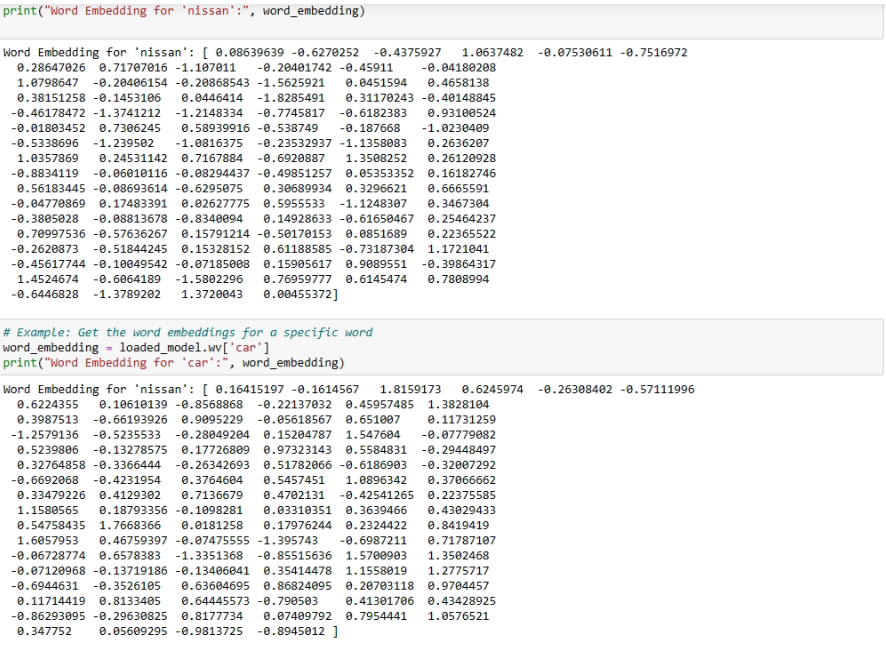 print("Word Embedding for 'nissan':", word_embedding)
Word Embedding for 'nissan': [ 0.08639639 -0.6270252 -0.4375927 1.0637482 -0.07530611 -0.7516972
0.28647026 0.71707016 -1.107011 -0.20401742 -0.45911 -0.04180208
1.0798647 -0.20406154 -0.20868543 -1.5625921 0.0451594 0.4658138
0.38151258 -0.1453106 0.0446414 -1.8285491 0.31170243 -0.40148845
-0.46178472 -1.3741212 -1.2148334 -0.7745817 -0.6182383 0.93100524
-0.01803452 0.7306245 0.58939916 -0.538749 -0.187668 -1.0230409
-0.5338696 -1.239502 -1.0816375 -0.23532937 -1.1358083 0.2636207
1.0357869 0.24531142 0.7167884 -0.6920887 1.3508252 0.26120928
-0.8834119 -0.06010116 -0.08294437 -0.49851257 0.05353352 0.16182746
0.56183445 -0.08693614 -0.6295075 0.30689934 0.3296621 0.6665591
-0.04770869 0.17483391 0.02627775 0.5955533 -1.1248307 0.3467304
-0.3805028 -0.08813678 -0.8340094 0.14928633 -0.61650467 0.25464237
0.70997536 -0.57636267 0.15791214 -0.50170153 0.0851689 0.22365522
-0.2620873 -0.51844245 0.15328152 0.61188585 -0.73187304 1.1721041
-0.45617744 -0.10049542 -0.07185008 0.15905617 0.9089551 -0.39864317
1.4524674 -0.6064189 -1.5802296 0.76959777 0.6145474 0.7808994
-0.6446828 -1.3789202 1.3720043 0.00455372]
# Example: Get the word embeddings for a specific word
word_embedding = loaded_model.wv['car']
print("Word Embedding for 'car':", word_embedding)
Word Embedding for 'nissan': [ 0.16415197 -0.1614567 1.8159173 0.6245974 -0.26308402 -0.57111996
0.6224355 0.10610139 -0.8568868 -0.22137032 0.45957485 1.3828104
0.3987513 -0.66193926 0.9095229 -0.05618567 0.651007 0.11731259
-1.2579136 -0.5235533 -0.28049204 0.15204787 1.547604 -0.07779082
0.5239806 -0.13278575 0.17726809 0.97323143 0.5584831 -0.29448497
0.32764858 -0.3366444 -0.26342693 0.51782066 -0.6186903 -0.32007292
-0.6692068 -0.4231954 0.3764604 0.5457451 1.0896342 0.37066662
0.33479226 0.4129302 0.7136679 0.4702131 -0.42541265 0.22375585
1.1580565 0.18793356 -0.1098281 0.03310351 0.3639466 0.43029433
0.54758435 1.7668366 0.0181258 0.17976244 0.2324422 0.8419419
1.6057953 0.46759397 -0.07475555 -1.395743 -0.6987211 0.71787107
-0.06728774 0.6578383 -1.3351368 -0.85515636 1.5700903 1.3502468
-0.07120968 -0.13719186 -0.13406041 0.35414478 1.1558019 1.2775717
-0.6944631 -0.3526105 0.63604695 0.86824095 0.20703118 0.9704457
0.11714419 0.8133405 0.64445573 -0.790503 0.41301706 0.43428925
-0.86293095 -0.29630825 0.8177734 0.07409792 0.7954441 1.0576521
0.347752 0.05609295 -0.9813725 -0.8945012 ]